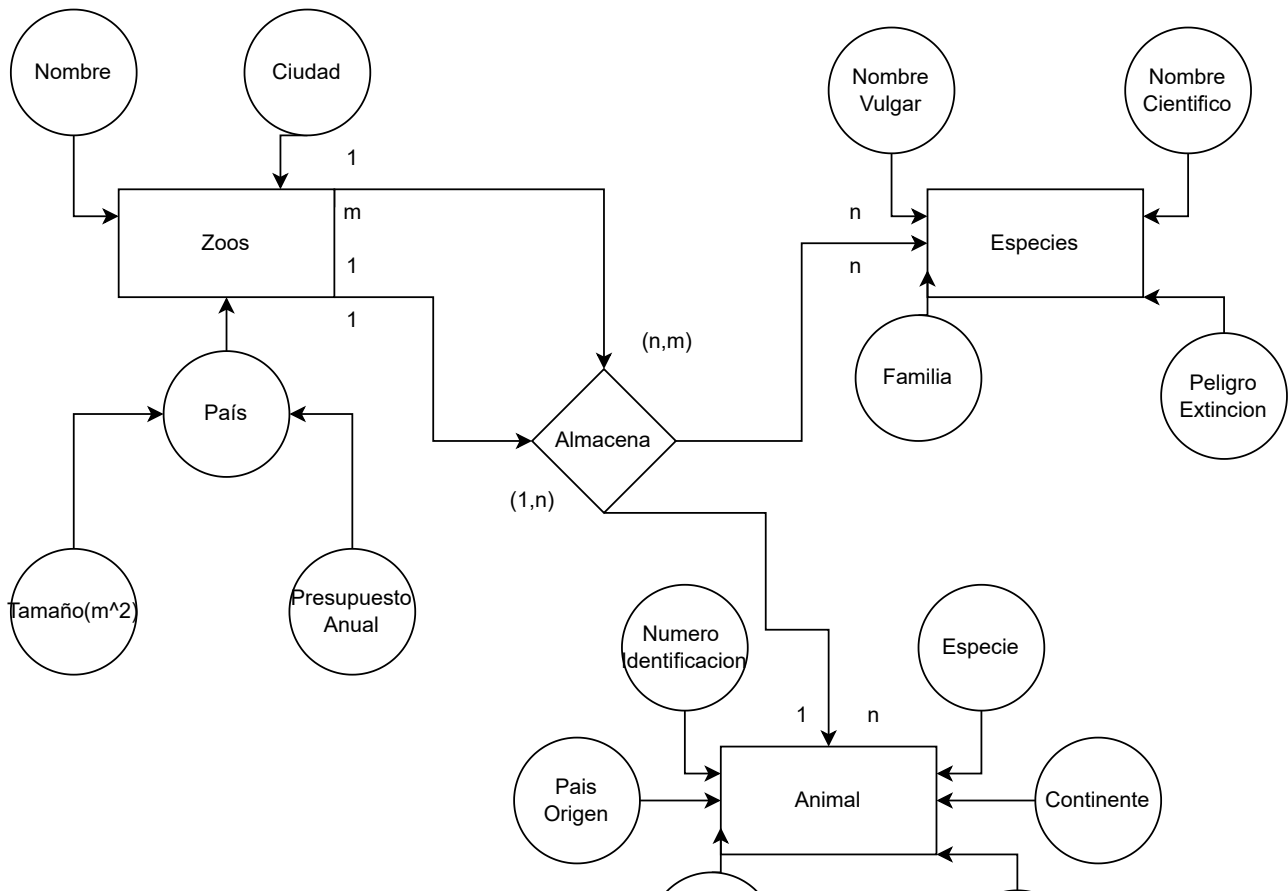 Nombre
Ciudad
Nombre
Vulgar
Nombre
Cientifico
1
m
1
1
Zoos
n
n
Especies
(n,m)
Familia
Peligro
Extincion
País
Almacena
(1,n)
Tamaño(m^2)
Presupuesto
Anual
Numero
Identificacion
Especie
1
n
Pais
Origen
Animal
Continente